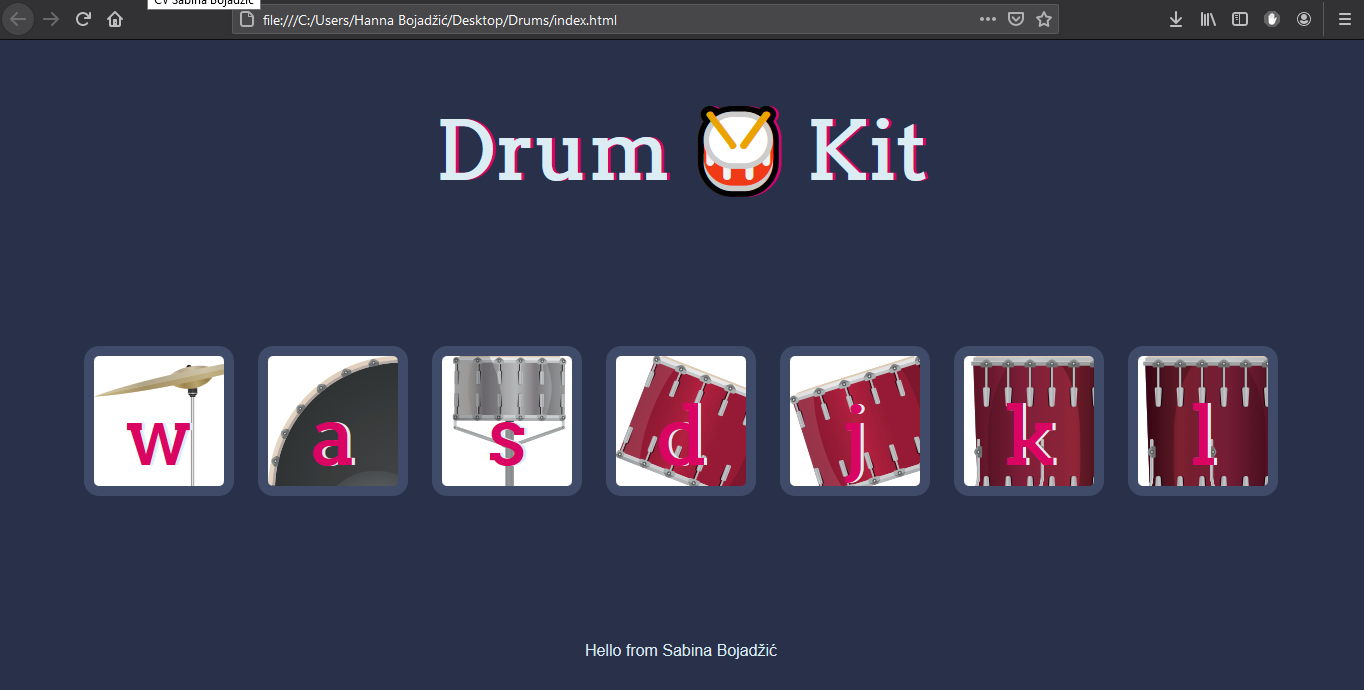 CV Sabina Bojadžić
file:///C:/Users/Hanna Bojadžić/Desktop/Drums/index.html
Drum Kit
w a s d j k l
Hello from Sabina Bojadžić